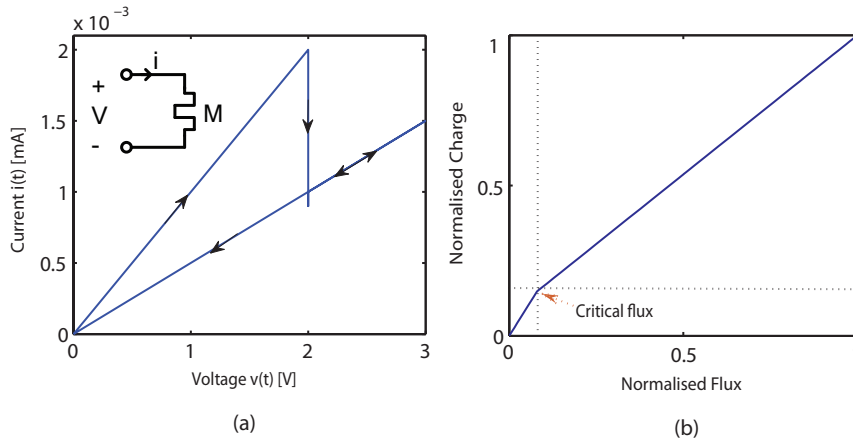 x 10⁻³
2
1.5
1
0.5
0
Current i(t) [mA]
i
+
V
-
M
0
1
2
3
Voltage v(t) [V]
(a)
1
0.5
0
Normalised Charge
Critical flux
0
0.5
Normalised Flux
(b)